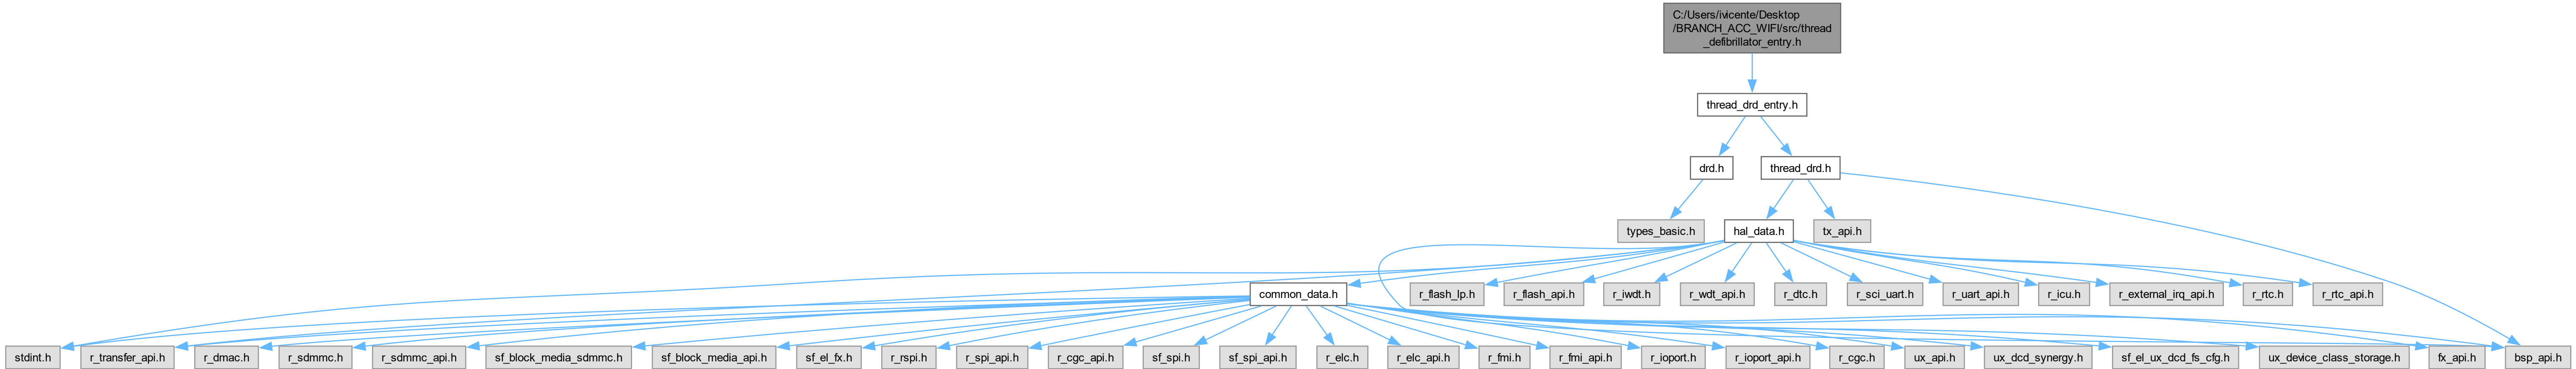 C:/Users/ivicente/Desktop
/BRANCH_ACC_WIFI/src/thread
_defibrillator_entry.h
thread_drd_entry.h
drd.h
thread_drd.h
types_basic.h
hal_data.h
tx_api.h
common_data.h
r_flash_lp.h
r_flash_api.h
r_iwdt.h
r_wdt_api.h
r_dtc.h
r_sci_uart.h
r_uart_api.h
r_icu.h
r_external_irq_api.h
r_rtc.h
r_rtc_api.h
stdint.h
r_transfer_api.h
r_dmac.h
r_sdmmc.h
r_sdmmc_api.h
sf_block_media_sdmmc.h
sf_block_media_api.h
sf_el_fx.h
r_rspi.h
r_spi_api.h
r_cgc_api.h
sf_spi.h
sf_spi_api.h
r_elc.h
r_elc_api.h
r_fmi.h
r_fmi_api.h
r_ioport.h
r_ioport_api.h
r_cgc.h
ux_api.h
ux_dcd_synergy.h
sf_el_ux_dcd_fs_cfg.h
ux_device_class_storage.h
fx_api.h
bsp_api.h